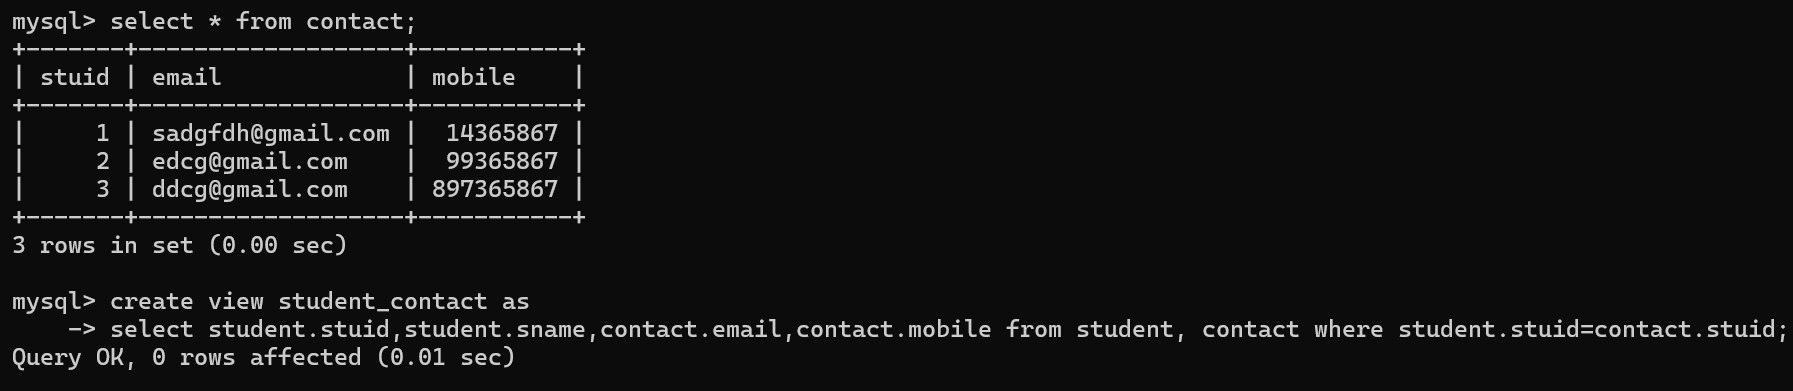 mysql> select * from contact;
+-------+-------------------+-----------+
| stuid | email             | mobile    |
+-------+-------------------+-----------+
|     1 | sadgfdh@gmail.com |  14365867 |
|     2 | edcg@gmail.com    |  99365867 |
|     3 | ddcg@gmail.com    | 897365867 |
+-------+-------------------+-----------+
3 rows in set (0.00 sec)

mysql> create view student_contact as
    -> select student.stuid,student.sname,contact.email,contact.mobile from student, contact where student.stuid=contact.stuid;
Query OK, 0 rows affected (0.01 sec)